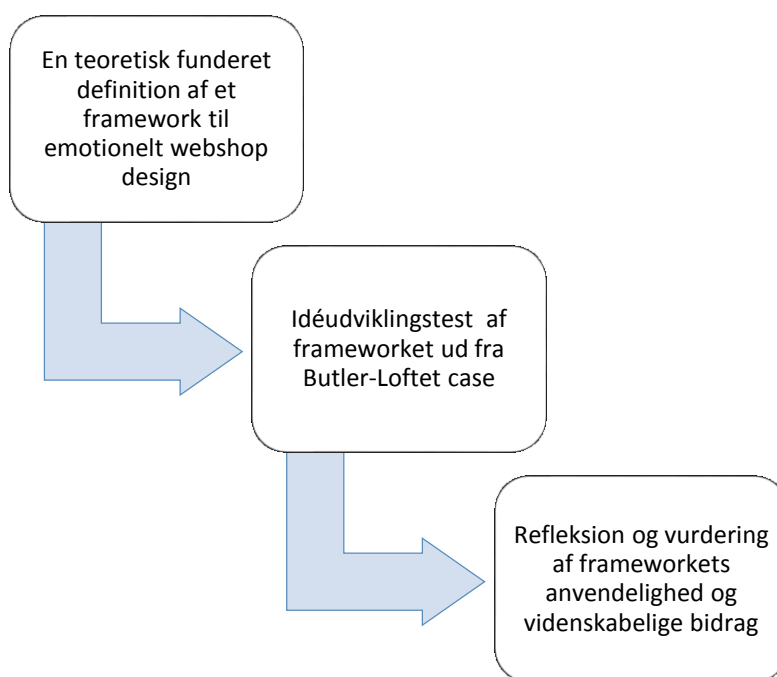 En teoretisk funderet
definition af et
framework til
emotionelt webshop
design
Idéudviklingstest af
frameworket ud fra
Butler-Loftet case
Refleksion og vurdering
af frameworkets
anvendelighed og
videnskabelige bidrag